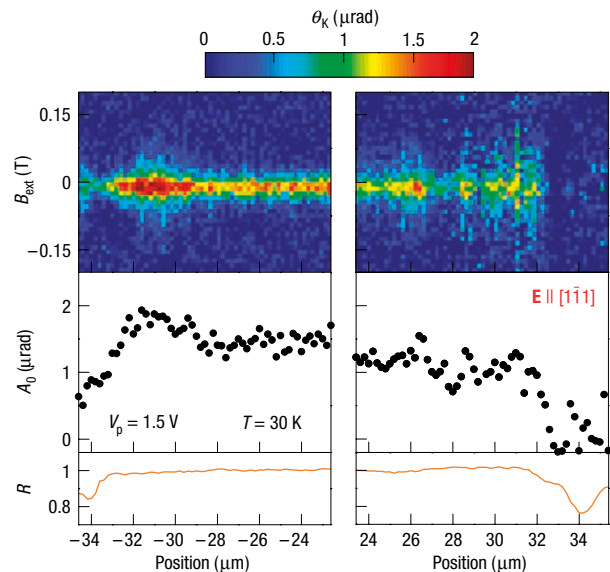 θK (μrad)
0 0.5 1 1.5 2
0.15
0
−0.15
Bext (T)
E || [11̄1]
2
1
0
A0 (μrad)
Vp = 1.5 V T = 30 K
1
0.8
R
−34 −32 −30 −28 −26 −24 24 26 28 30 32 34
Position (μm) Position (μm)